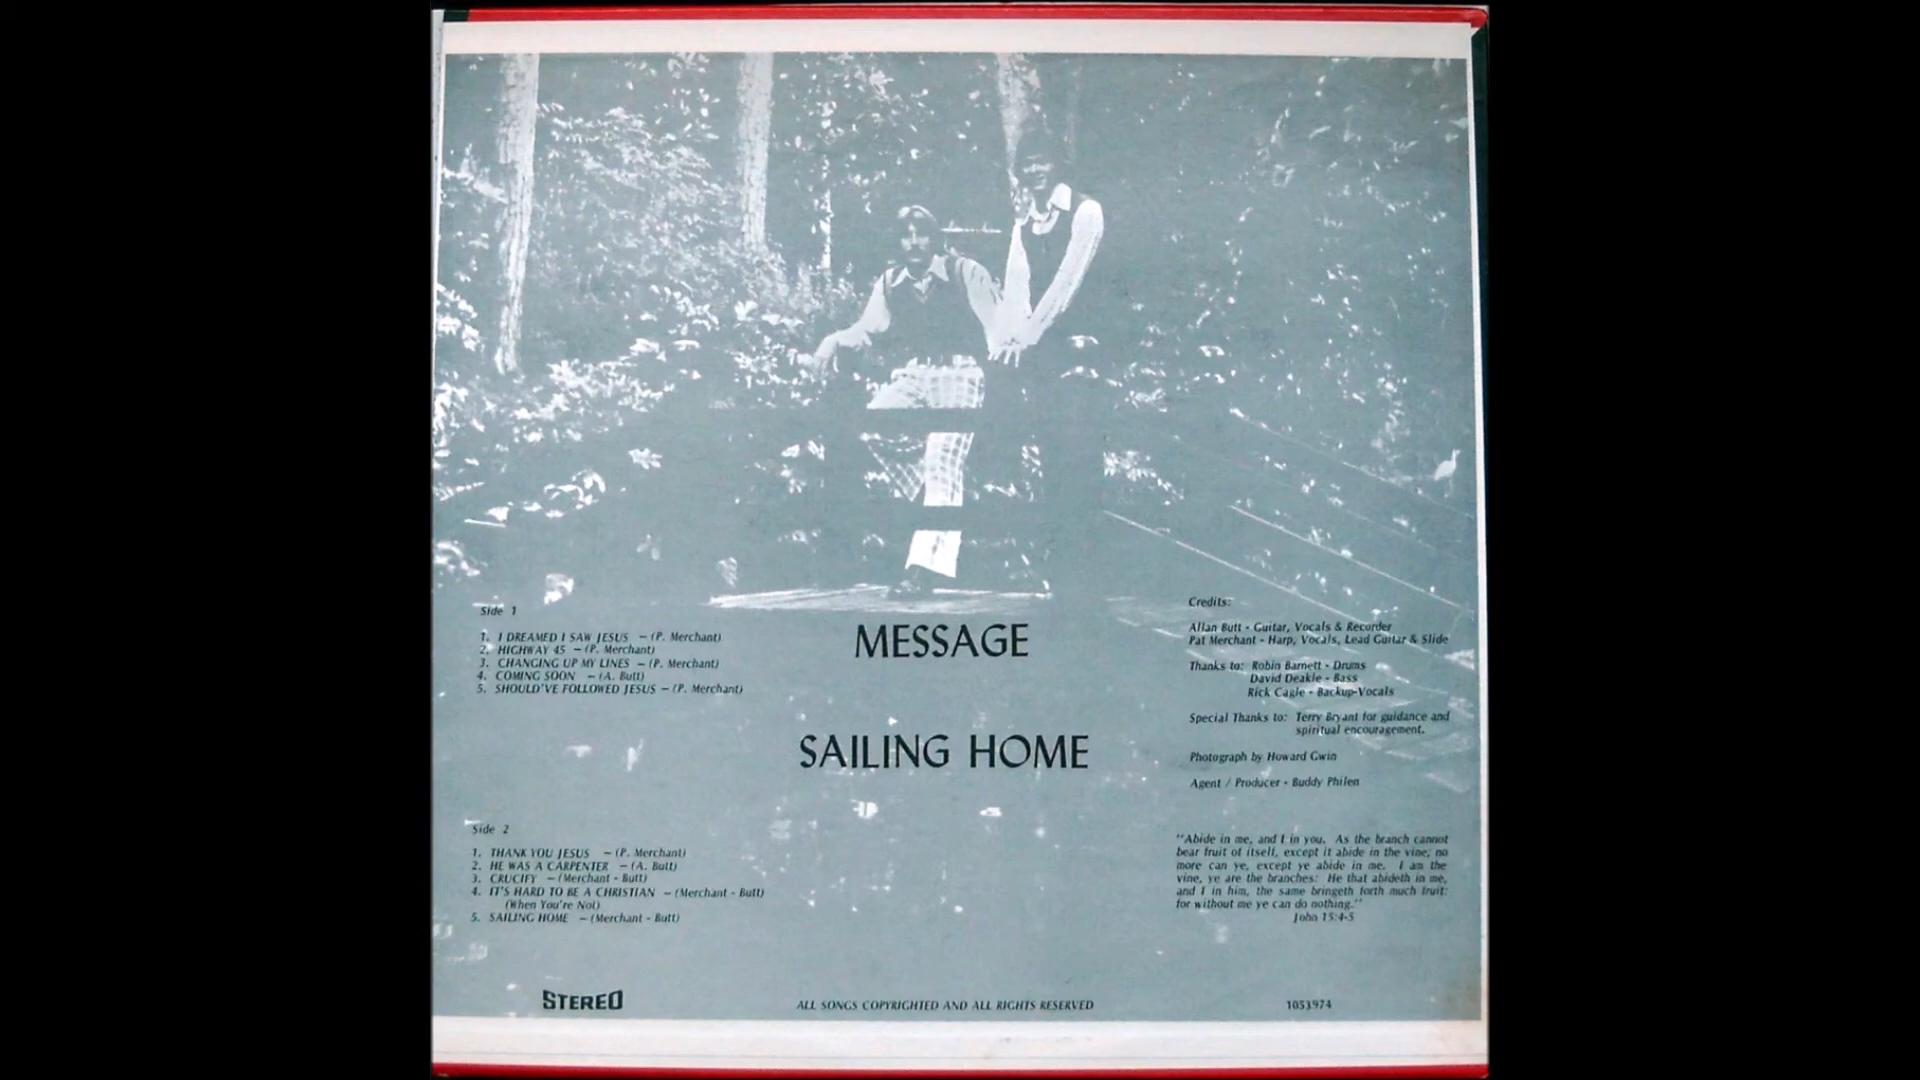 Side 1
1. I DREAMED I SAW JESUS – (P. Merchant)
2. HIGHWAY 45 – (P. Merchant)
3. CHANGING UP MY LINES – (P. Merchant)
4. COMING SOON – (A. Butt)
5. SHOULD'VE FOLLOWED JESUS – (P. Merchant)
MESSAGE
SAILING HOME
Credits:
Allan Butt - Guitar, Vocals & Recorder
Pat Merchant - Harp, Vocals, Lead Guitar & Slide
Thanks to: Robin Barnett - Drums
David Deakle - Bass
Rick Cagle - Backup-Vocals
Special Thanks to: Terry Bryant for guidance and
spiritual encouragement.
Photograph by Howard Gwin
Agent / Producer - Buddy Philen
Side 2
1. THANK YOU JESUS – (P. Merchant)
2. HE WAS A CARPENTER – (A. Butt)
3. CRUCIFY – (Merchant - Butt)
4. IT'S HARD TO BE A CHRISTIAN – (Merchant - Butt)
(When You're Not)
5. SAILING HOME – (Merchant - Butt)
"Abide in me, and I in you. As the branch cannot
bear fruit of itself, except it abide in the vine; no
more can ye, except ye abide in me. I am the
vine, ye are the branches: He that abideth in me,
and I in him, the same bringeth forth much fruit:
for without me ye can do nothing."
John 15:4-5
STEREO
ALL SONGS COPYRIGHTED AND ALL RIGHTS RESERVED
1053974